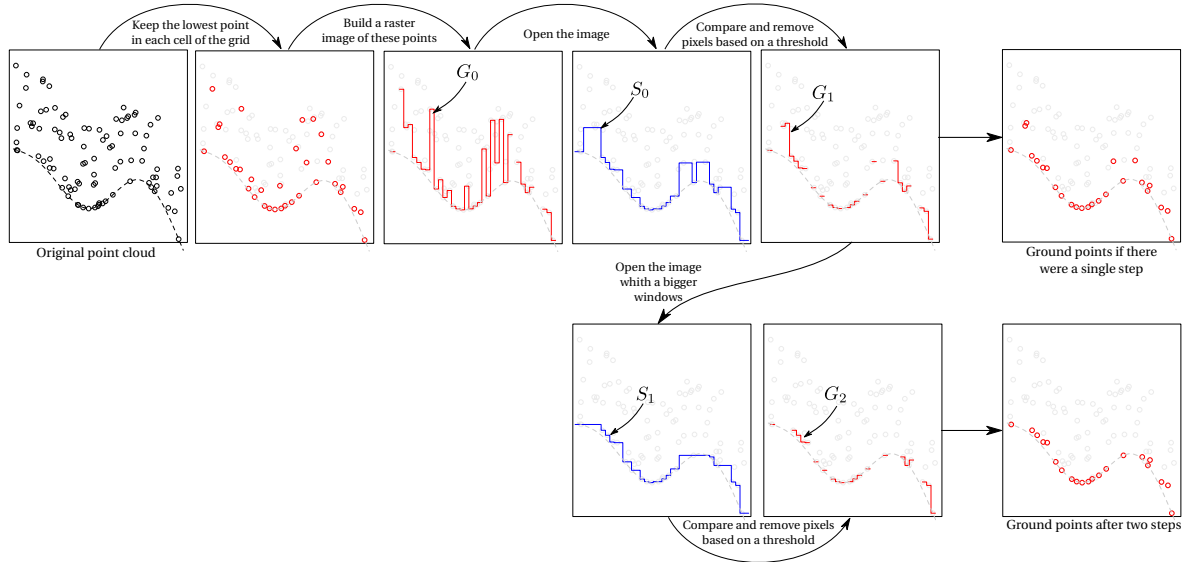 Keep the lowest point
in each cell of the grid
Build a raster
image of these points
Open the image
Compare and remove
pixels based on a threshold
G0
S0
G1
Original point cloud
Ground points if there
were a single step
Open the image
whith a bigger
windows
S1
G2
Compare and remove pixels
based on a threshold
Ground points after two steps